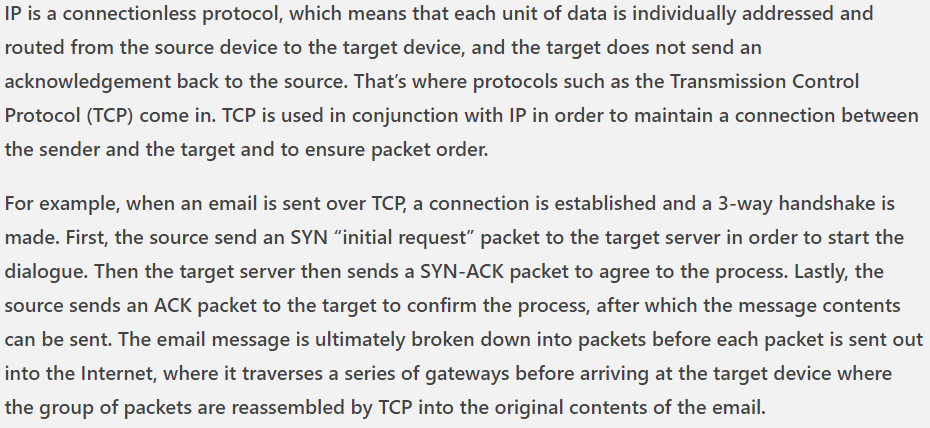 IP is a connectionless protocol, which means that each unit of data is individually addressed and
routed from the source device to the target device, and the target does not send an
acknowledgement back to the source. That’s where protocols such as the Transmission Control
Protocol (TCP) come in. TCP is used in conjunction with IP in order to maintain a connection between
the sender and the target and to ensure packet order.
For example, when an email is sent over TCP, a connection is established and a 3-way handshake is
made. First, the source send an SYN “initial request” packet to the target server in order to start the
dialogue. Then the target server then sends a SYN-ACK packet to agree to the process. Lastly, the
source sends an ACK packet to the target to confirm the process, after which the message contents
can be sent. The email message is ultimately broken down into packets before each packet is sent out
into the Internet, where it traverses a series of gateways before arriving at the target device where
the group of packets are reassembled by TCP into the original contents of the email.